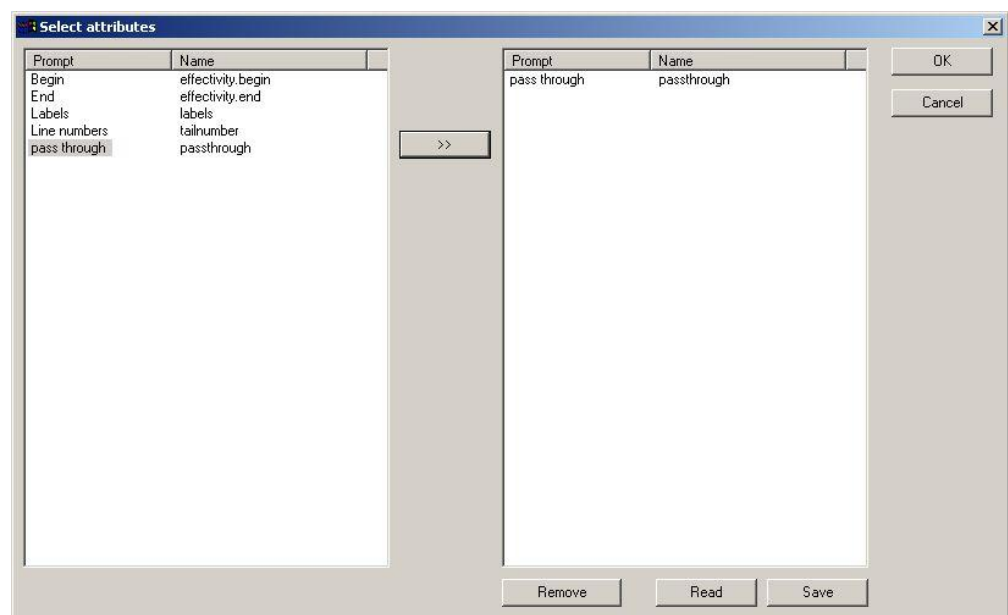 Select attributes
Prompt Name
Begin effectivity.begin
End effectivity.end
Labels labels
Line numbers tailnumber
pass through passthrough
>>
Prompt Name
pass through passthrough
OK
Cancel
Remove Read Save